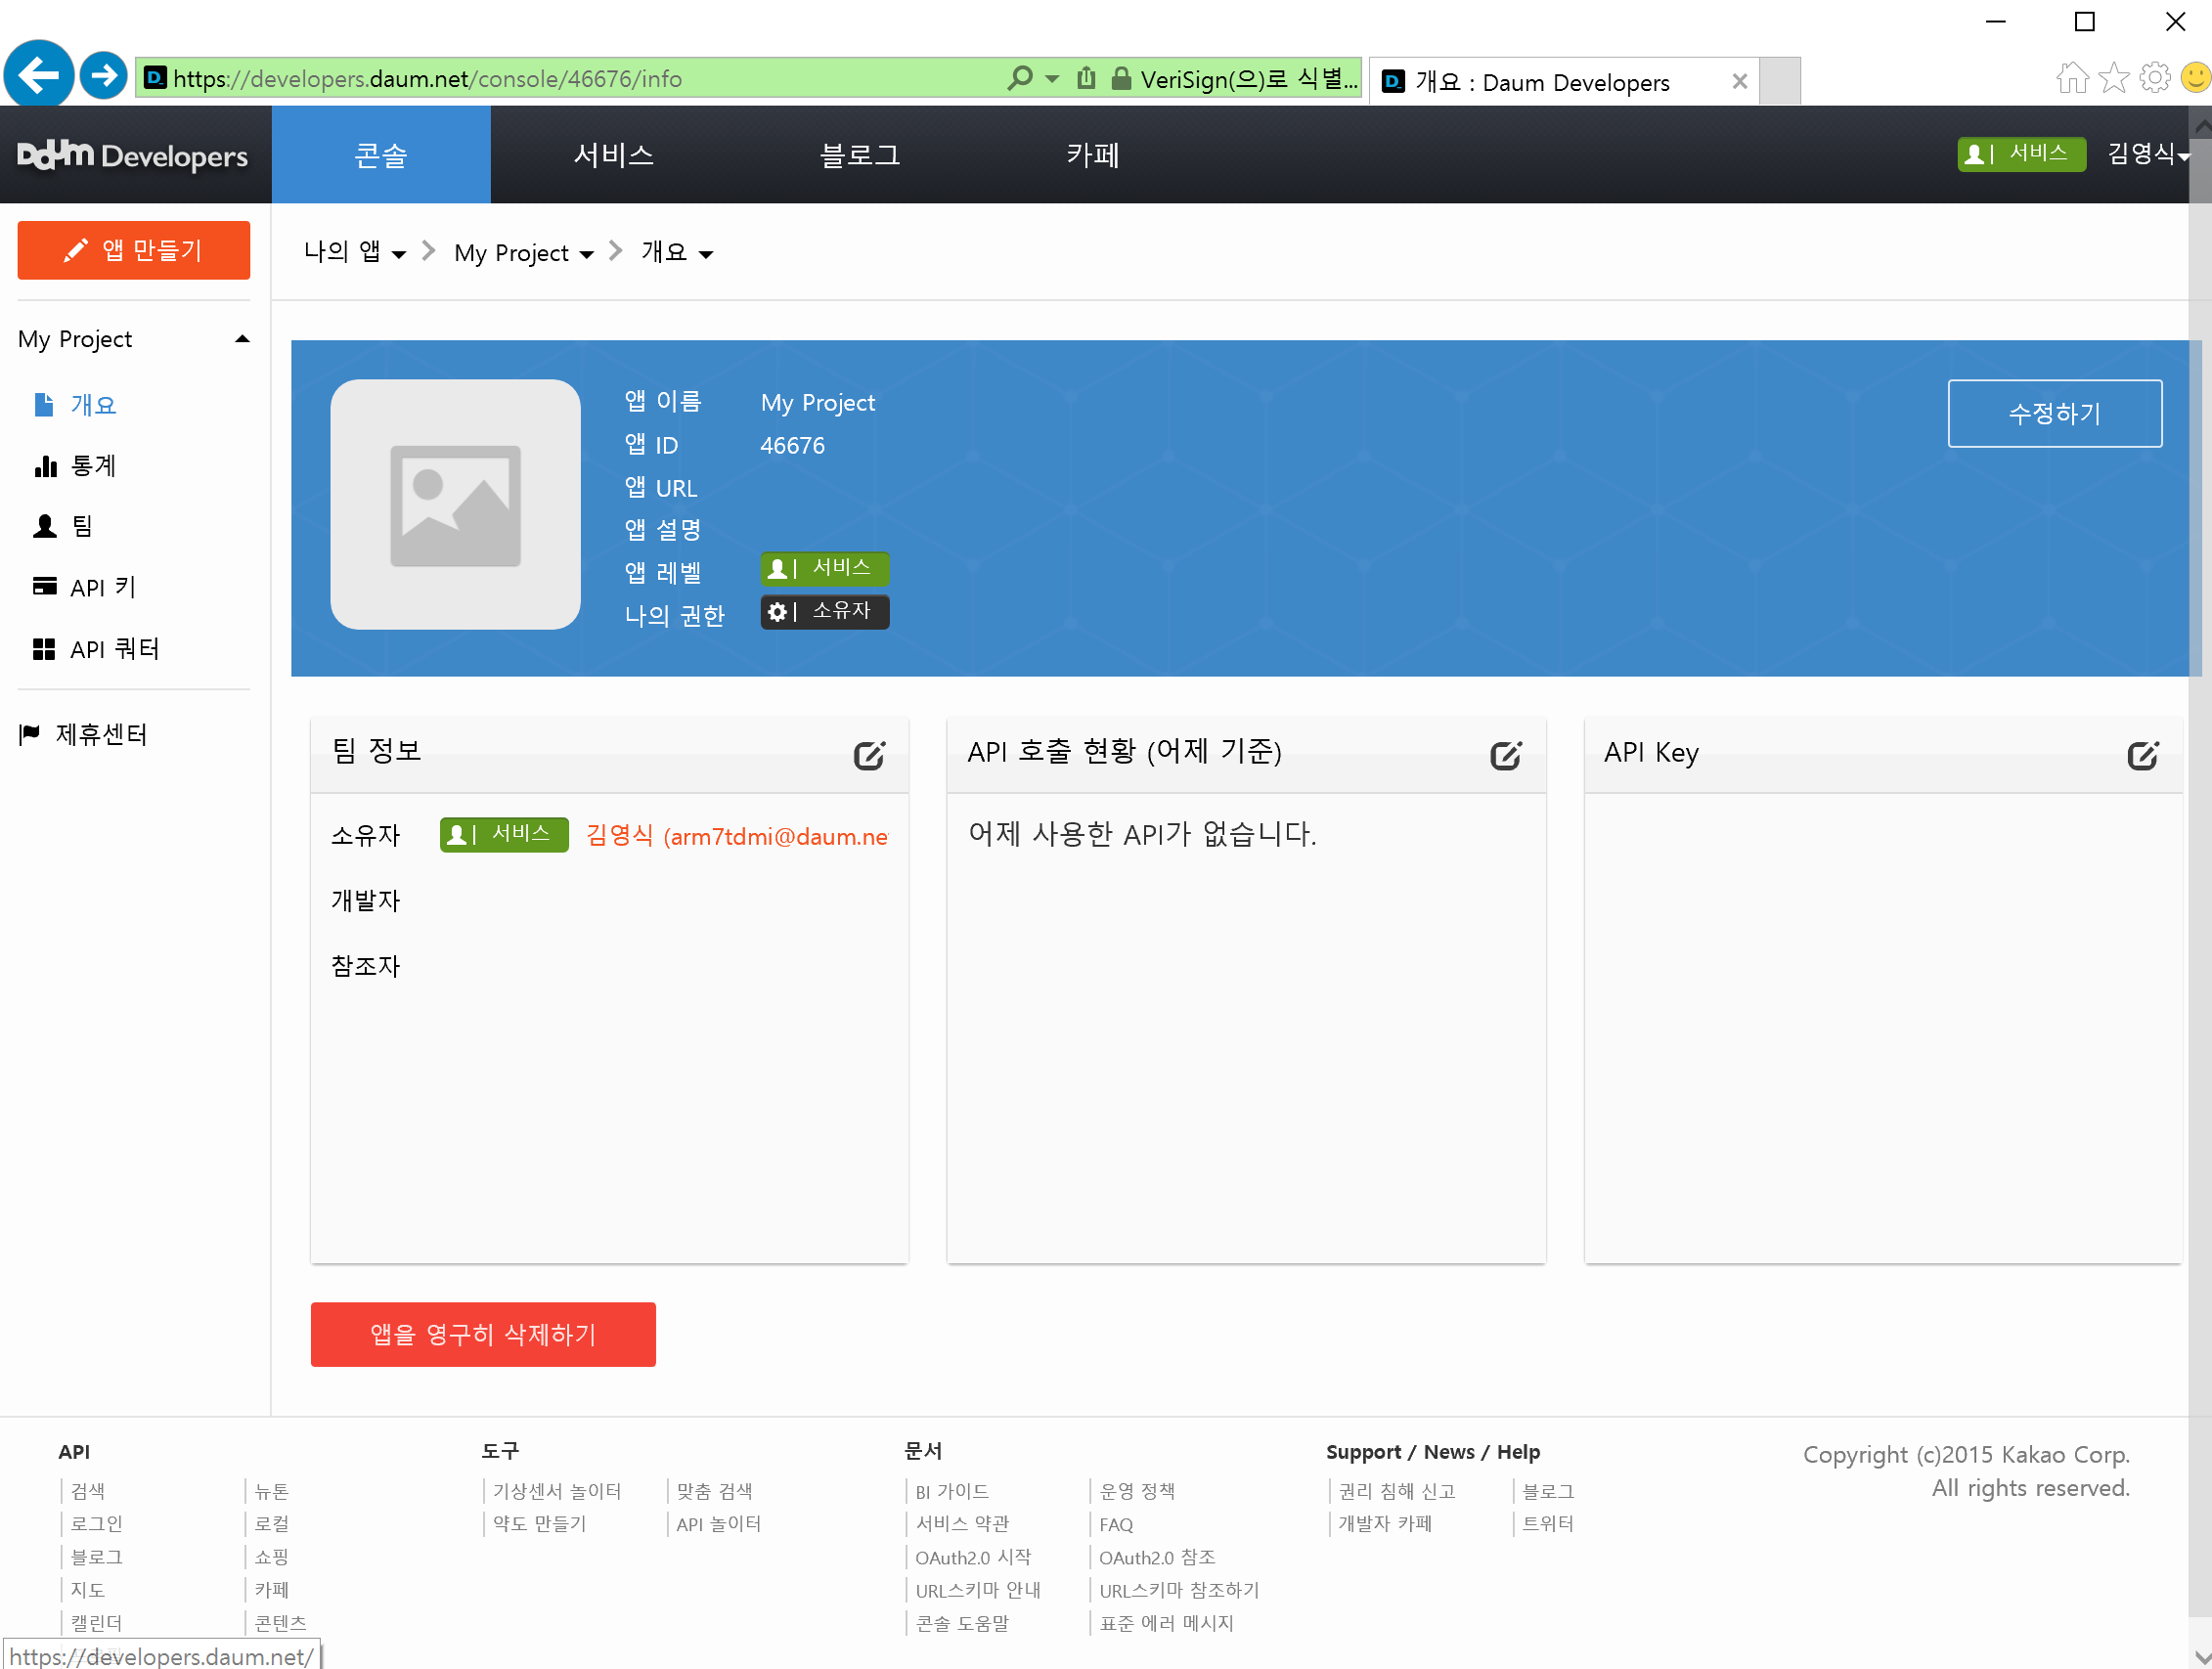 https://developers.daum.net/console/46676/info
VeriSign(으)로 식별...
개요 : Daum Developers
Daum Developers
콘솔
서비스
블로그
카페
서비스
김영식
앱 만들기
나의 앱
My Project
개요
My Project
개요
통계
팀
API 키
API 쿼터
제휴센터
앱 이름 My Project
앱 ID 46676
앱 URL
앱 설명
앱 레벨 서비스
나의 권한 소유자
수정하기
팀 정보
소유자 서비스 김영식 (arm7tdmi@daum.ne
개발자
참조자
API 호출 현황 (어제 기준)
어제 사용한 API가 없습니다.
API Key
앱을 영구히 삭제하기
API
검색 뉴톤
로그인 로컬
블로그 쇼핑
지도 카페
캘린더 콘텐츠
도구
기상센서 놀이터 맞춤 검색
약도 만들기 API 놀이터
문서
BI 가이드 운영 정책
서비스 약관 FAQ
OAuth2.0 시작 OAuth2.0 참조
URL스키마 안내 URL스키마 참조하기
콘솔 도움말 표준 에러 메시지
Support / News / Help
권리 침해 신고 블로그
개발자 카페 트위터
Copyright (c)2015 Kakao Corp.
All rights reserved.
https://developers.daum.net/